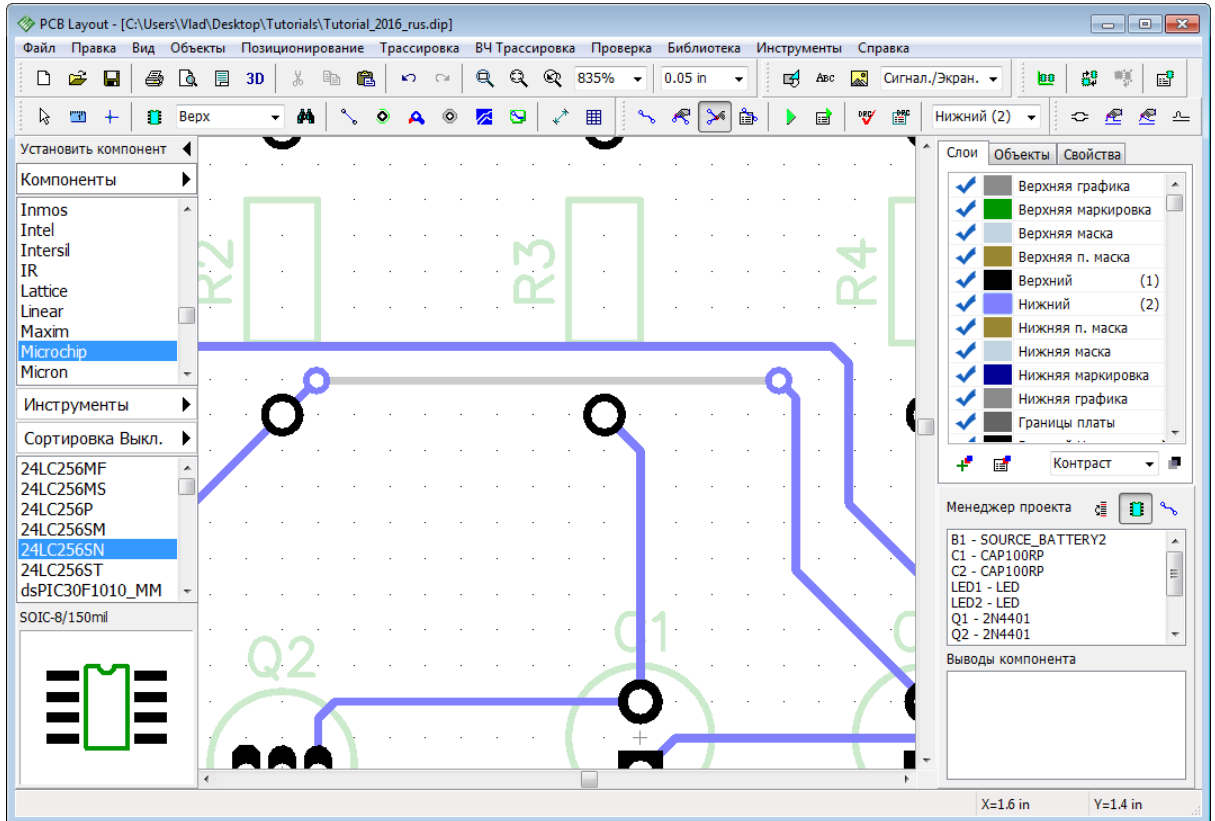 PCB Layout - [C:\Users\Vlad\Desktop\Tutorials\Tutorial_2016_rus.dip]
Файл Правка Вид Объекты Позиционирование Трассировка ВЧ Трассировка Проверка Библиотека Инструменты Справка
3D 835% 0.05 in ABC Сигнал./Экран.
Верх DRC Нижний (2)
Установить компонент
Компоненты
Inmos
Intel
Intersil
IR
Lattice
Linear
Maxim
Microchip
Micron
Инструменты
Сортировка Выкл.
24LC256MF
24LC256MS
24LC256P
24LC256SM
24LC256SN
24LC256ST
dsPIC30F1010_MM
SOIC-8/150mil
R2
R3
R4
Q2
C1
Слои Объекты Свойства
Верхняя графика
Верхняя маркировка
Верхняя маска
Верхняя п. маска
Верхний (1)
Нижний (2)
Нижняя п. маска
Нижняя маска
Нижняя маркировка
Нижняя графика
Границы платы
Контраст
Менеджер проекта
B1 - SOURCE_BATTERY2
C1 - CAP100RP
C2 - CAP100RP
LED1 - LED
LED2 - LED
Q1 - 2N4401
Q2 - 2N4401
Выводы компонента
X=1.6 in Y=1.4 in